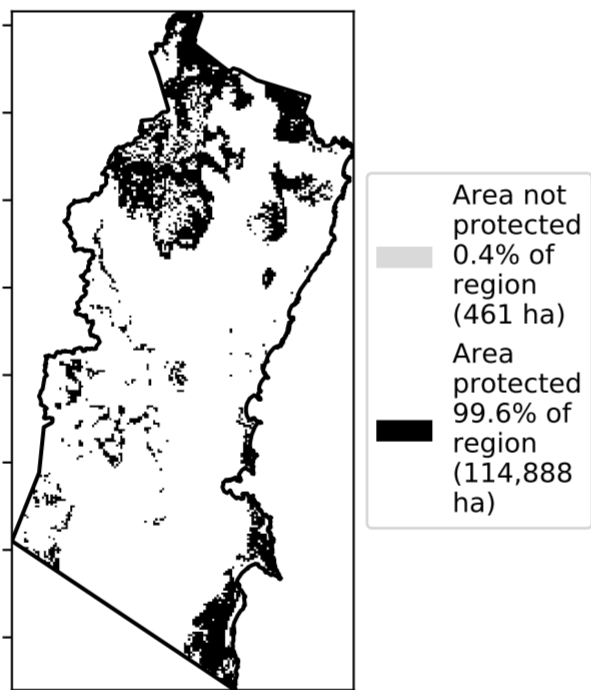 Area not
protected
0.4% of
region
(461 ha)
Area
protected
99.6% of
region
(114,888
ha)